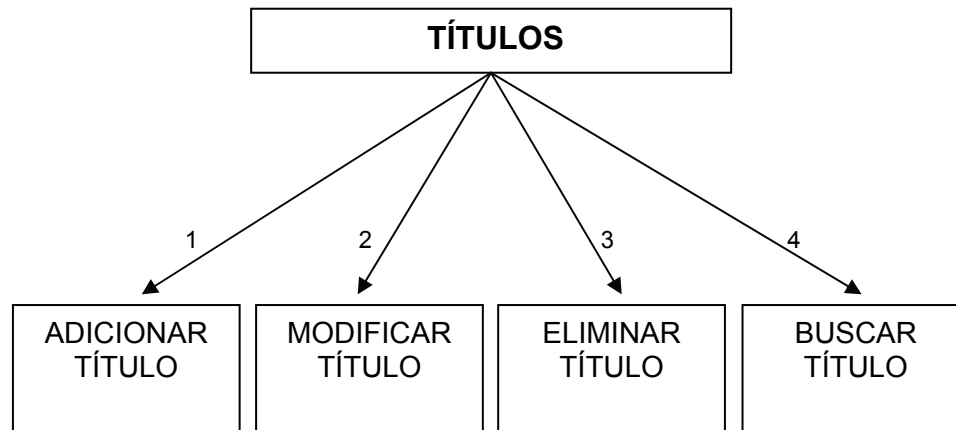 TÍTULOS
1
2
3
4
ADICIONAR
TÍTULO
MODIFICAR
TÍTULO
ELIMINAR
TÍTULO
BUSCAR
TÍTULO